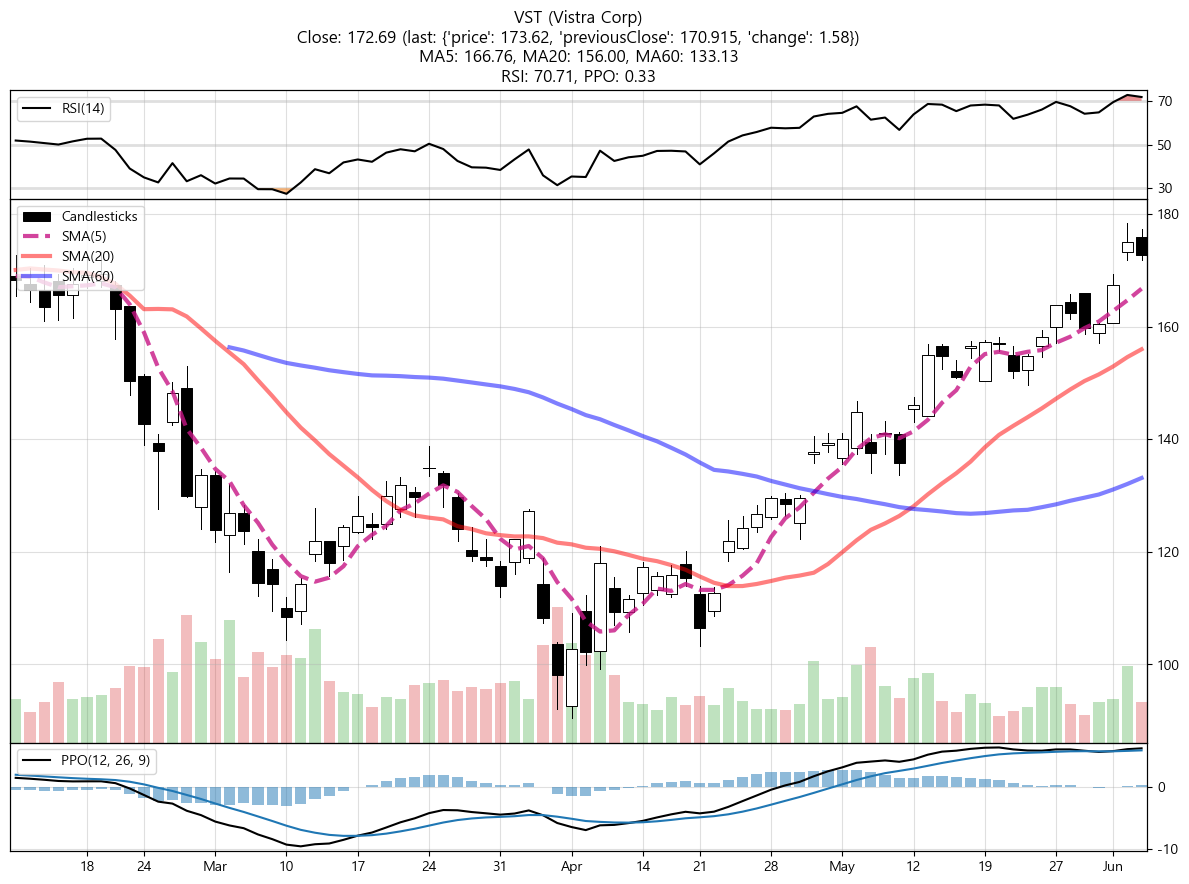 VST (Vistra Corp)
Close: 172.69 (last: {'price': 173.62, 'previousClose': 170.915, 'change': 1.58})
MA5: 166.76, MA20: 156.00, MA60: 133.13
RSI: 70.71, PPO: 0.33
RSI(14)
70
50
30
Candlesticks
SMA(5)
SMA(20)
SMA(60)
180
160
140
120
100
PPO(12, 26, 9)
0
-10
18 24 Mar 10 17 24 31 Apr 14 21 28 May 12 19 27 Jun